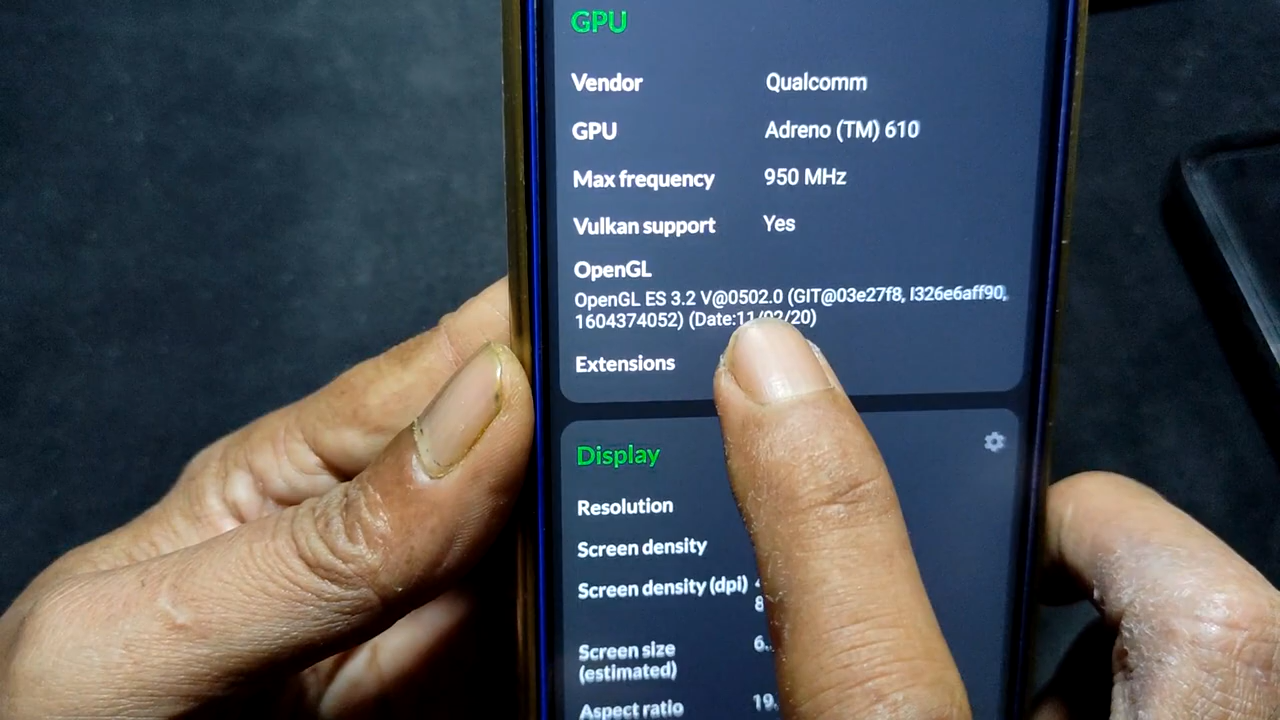 GPU
Vendor Qualcomm
GPU Adreno (TM) 610
Max frequency 950 MHz
Vulkan support Yes
OpenGL
OpenGL ES 3.2 V@0502.0 (GIT@03e27f8, I326e6aff90,
1604374052) (Date:11/02/20)
Extensions
Display
Resolution
Screen density
Screen density (dpi)
Screen size
(estimated)
Aspect ratio